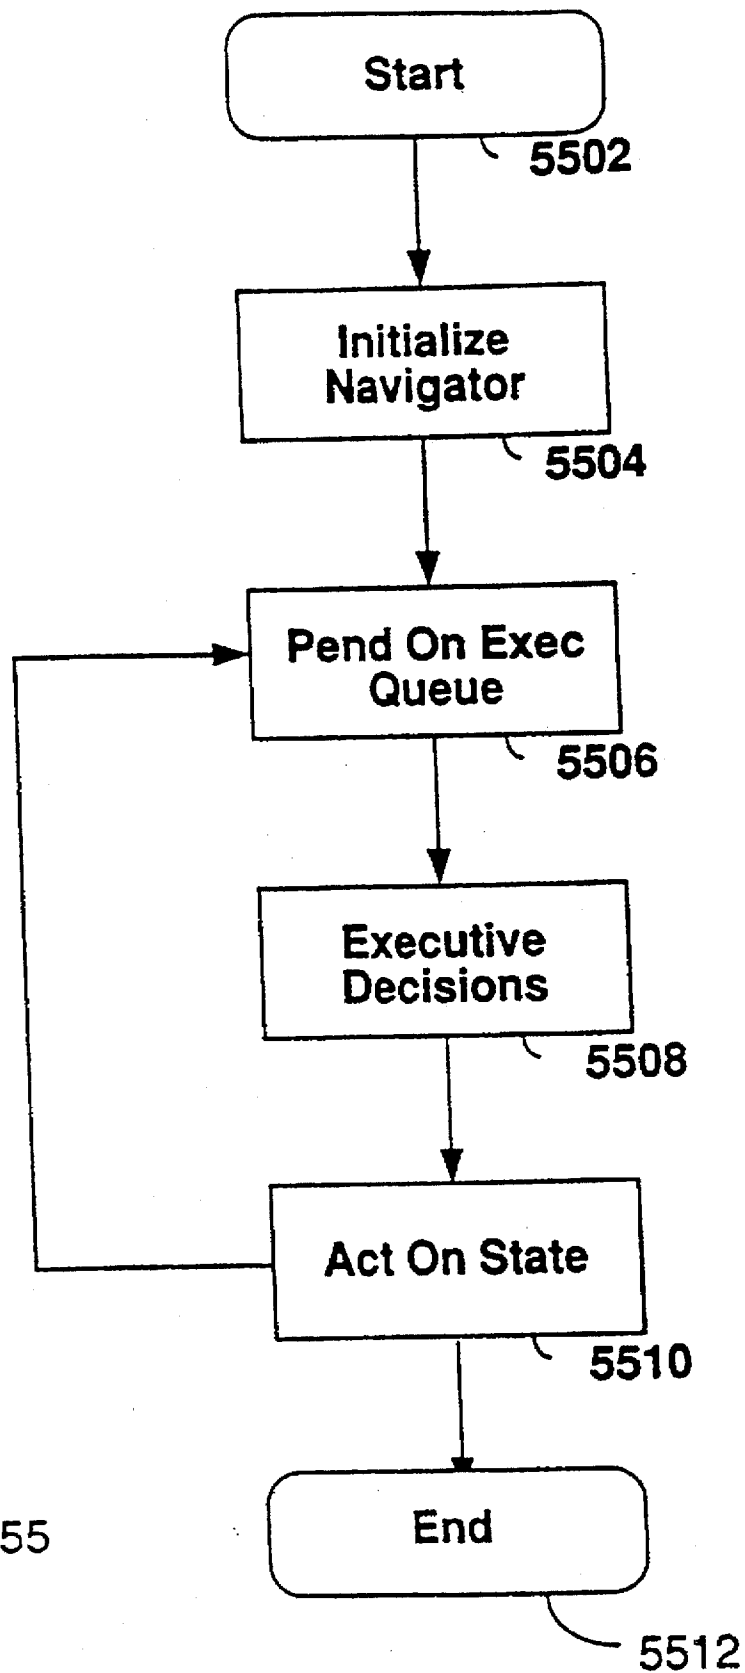 Start
5502
Initialize
Navigator
5504
Pend On Exec
Queue
5506
Executive
Decisions
5508
Act On State
5510
End
55
5512